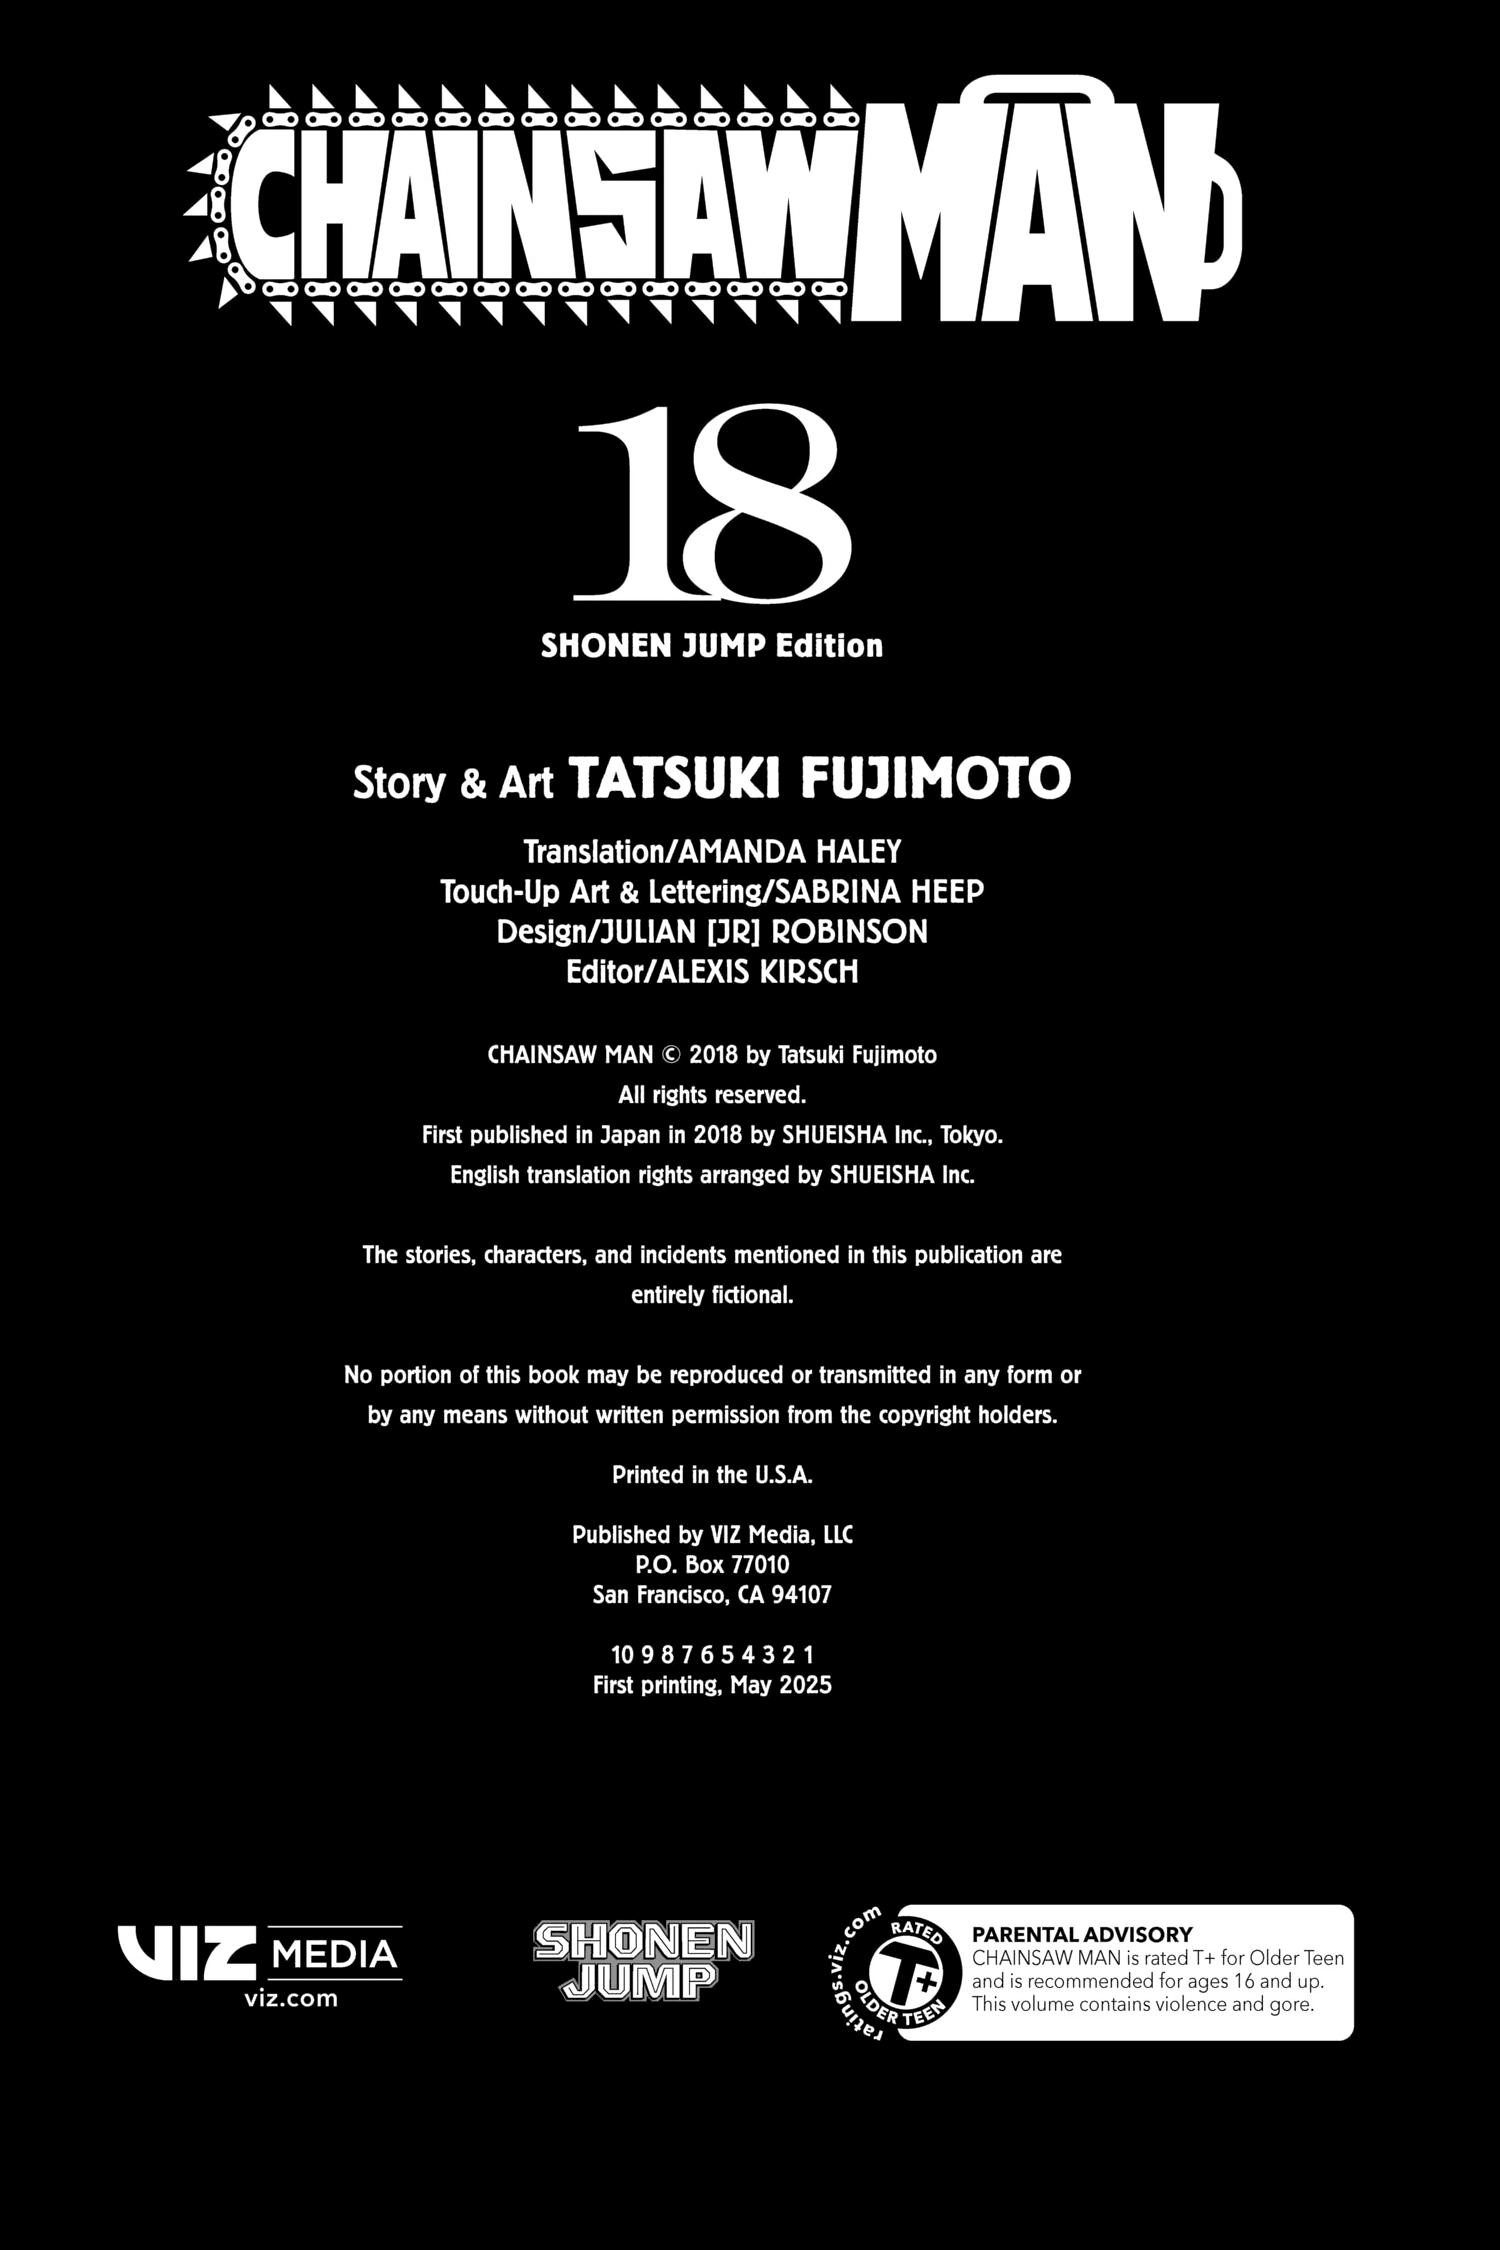 CHAINSAW MAN
18
SHONEN JUMP Edition
Story & Art TATSUKI FUJIMOTO
Translation/AMANDA HALEY
Touch-Up Art & Lettering/SABRINA HEEP
Design/JULIAN [JR] ROBINSON
Editor/ALEXIS KIRSCH
CHAINSAW MAN © 2018 by Tatsuki Fujimoto
All rights reserved.
First published in Japan in 2018 by SHUEISHA Inc., Tokyo.
English translation rights arranged by SHUEISHA Inc.
The stories, characters, and incidents mentioned in this publication are
entirely fictional.
No portion of this book may be reproduced or transmitted in any form or
by any means without written permission from the copyright holders.
Printed in the U.S.A.
Published by VIZ Media, LLC
P.O. Box 77010
San Francisco, CA 94107
10 9 8 7 6 5 4 3 2 1
First printing, May 2025
VIZ MEDIA
viz.com
SHONEN
JUMP
ratings.viz.com
RATED
T+
OLDER TEEN
PARENTAL ADVISORY
CHAINSAW MAN is rated T+ for Older Teen
and is recommended for ages 16 and up.
This volume contains violence and gore.